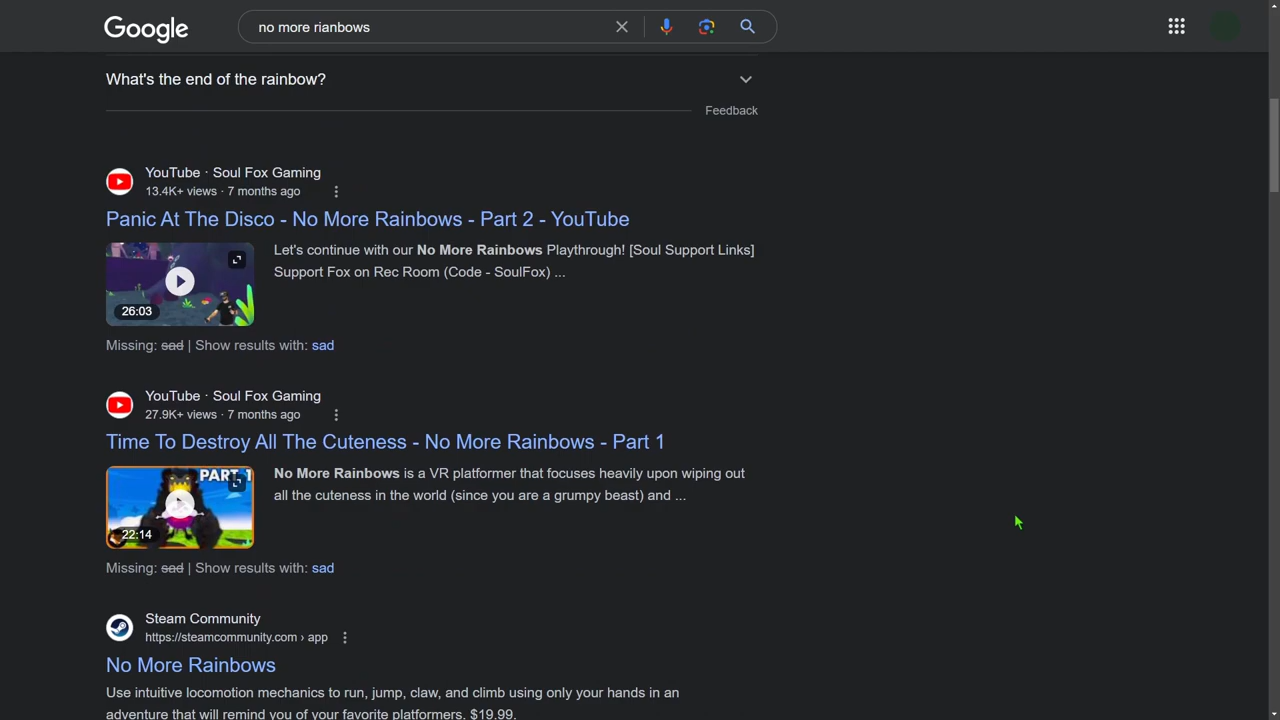 Google
no more rianbows
What's the end of the rainbow?
Feedback
YouTube · Soul Fox Gaming
13.4K+ views · 7 months ago
Panic At The Disco - No More Rainbows - Part 2 - YouTube
Let's continue with our No More Rainbows Playthrough! [Soul Support Links]
Support Fox on Rec Room (Code - SoulFox) ...
26:03
Missing: sad | Show results with: sad
YouTube · Soul Fox Gaming
27.9K+ views · 7 months ago
Time To Destroy All The Cuteness - No More Rainbows - Part 1
PART 1
No More Rainbows is a VR platformer that focuses heavily upon wiping out
all the cuteness in the world (since you are a grumpy beast) and ...
22:14
Missing: sad | Show results with: sad
Steam Community
https://steamcommunity.com › app
No More Rainbows
Use intuitive locomotion mechanics to run, jump, claw, and climb using only your hands in an
adventure that will remind you of your favorite platformers. $19.99.